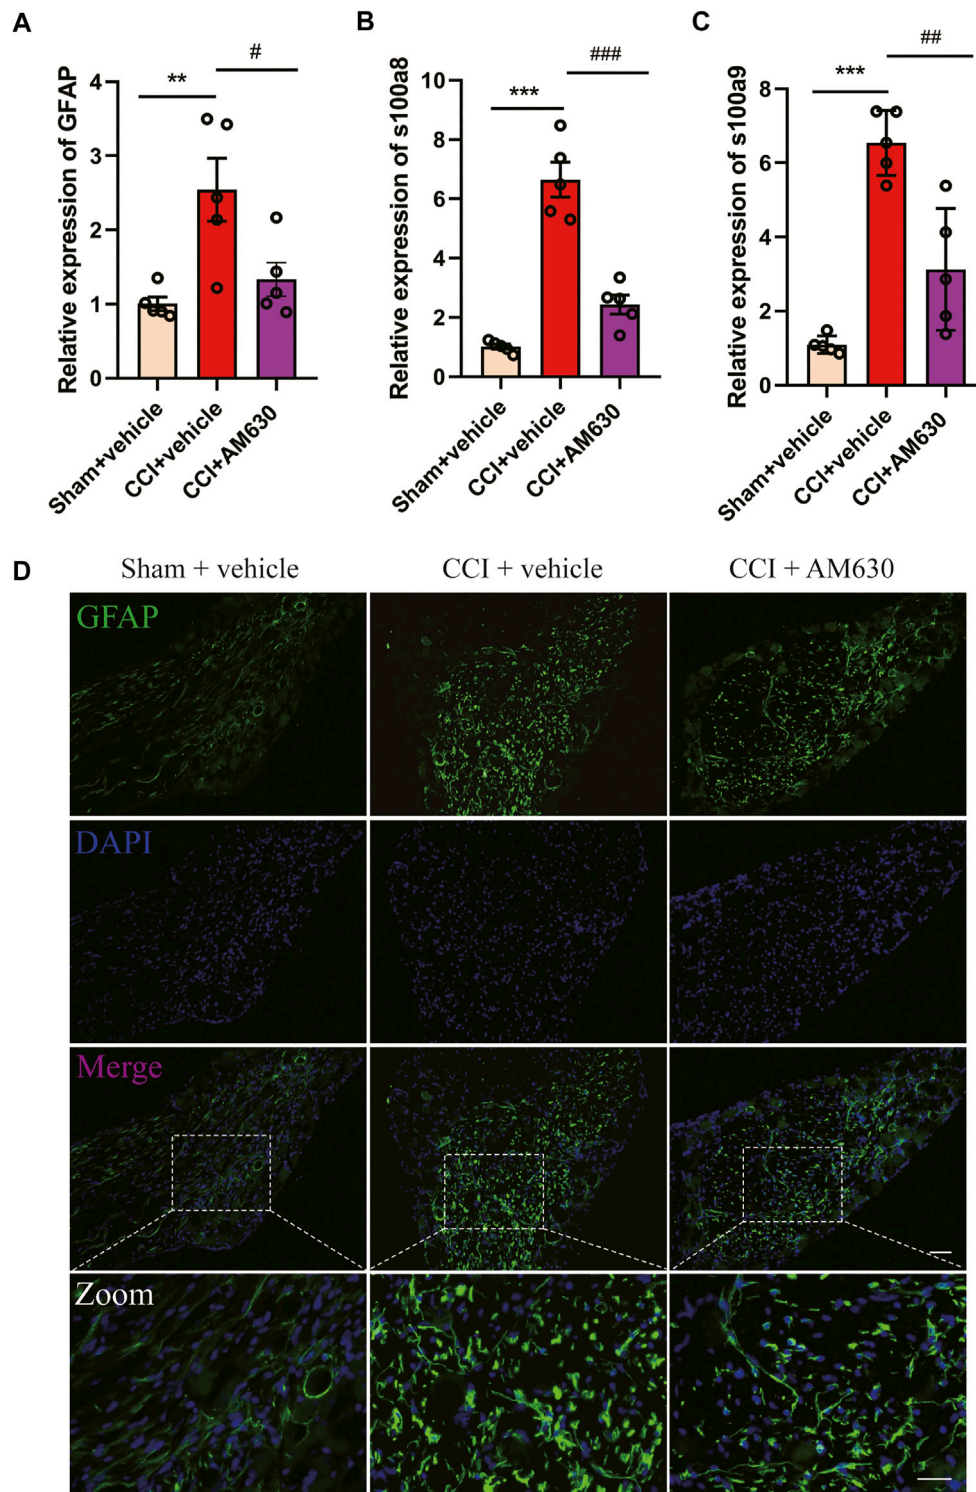 A
Relative expression of GFAP
4
3
2
1
0
**
#
Sham+vehicle
CCI+vehicle
CCI+AM630
B
Relative expression of s100a8
10
8
6
4
2
0
***
###
Sham+vehicle
CCI+vehicle
CCI+AM630
C
Relative expression of s100a9
8
6
4
2
0
***
##
Sham+vehicle
CCI+vehicle
CCI+AM630
D
Sham + vehicle
CCI + vehicle
CCI + AM630
GFAP
DAPI
Merge
Zoom